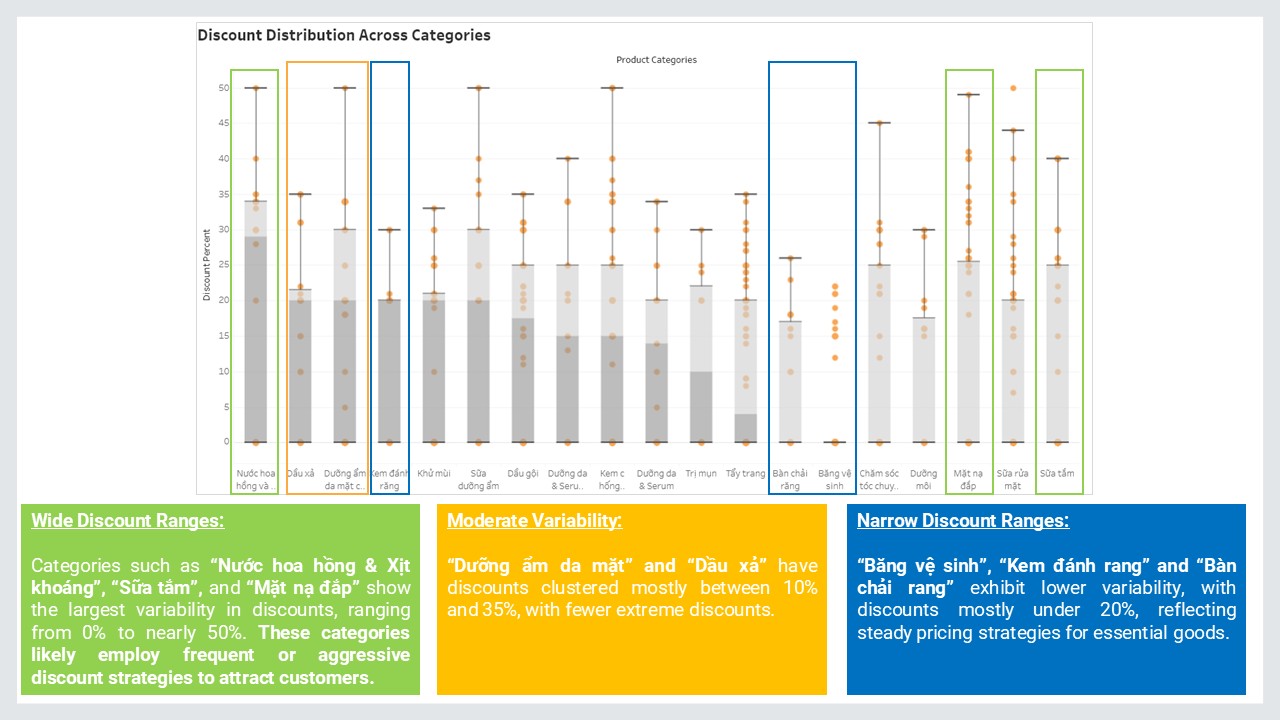 Discount Distribution Across Categories
Product Categories
Discount Percent
50
45
40
35
30
25
20
15
10
5
0
Nước hoa
hồng và ..
Dầu xả
Dưỡng ẩm
da mặt c..
Kem đánh
răng
Khử mùi
Sữa
dưỡng ẩm
Dầu gội
Dưỡng da
& Seru..
Kem c
hống..
Dưỡng da
& Serum
Trị mụn
Tẩy trang
Bàn chải
răng
Băng vệ
sinh
Chăm sóc
tóc chuy..
Dưỡng
môi
Mặt nạ
đắp
Sữa rửa
mặt
Sữa tắm
Wide Discount Ranges:
Categories such as “Nước hoa hồng & Xịt
khoáng”, “Sữa tắm”, and “Mặt nạ đắp” show
the largest variability in discounts, ranging
from 0% to nearly 50%. These categories
likely employ frequent or aggressive
discount strategies to attract customers.
Moderate Variability:
“Dưỡng ẩm da mặt” and “Dầu xả” have
discounts clustered mostly between 10%
and 35%, with fewer extreme discounts.
Narrow Discount Ranges:
“Băng vệ sinh”, “Kem đánh rang” and “Bàn
chải rang” exhibit lower variability, with
discounts mostly under 20%, reflecting
steady pricing strategies for essential goods.